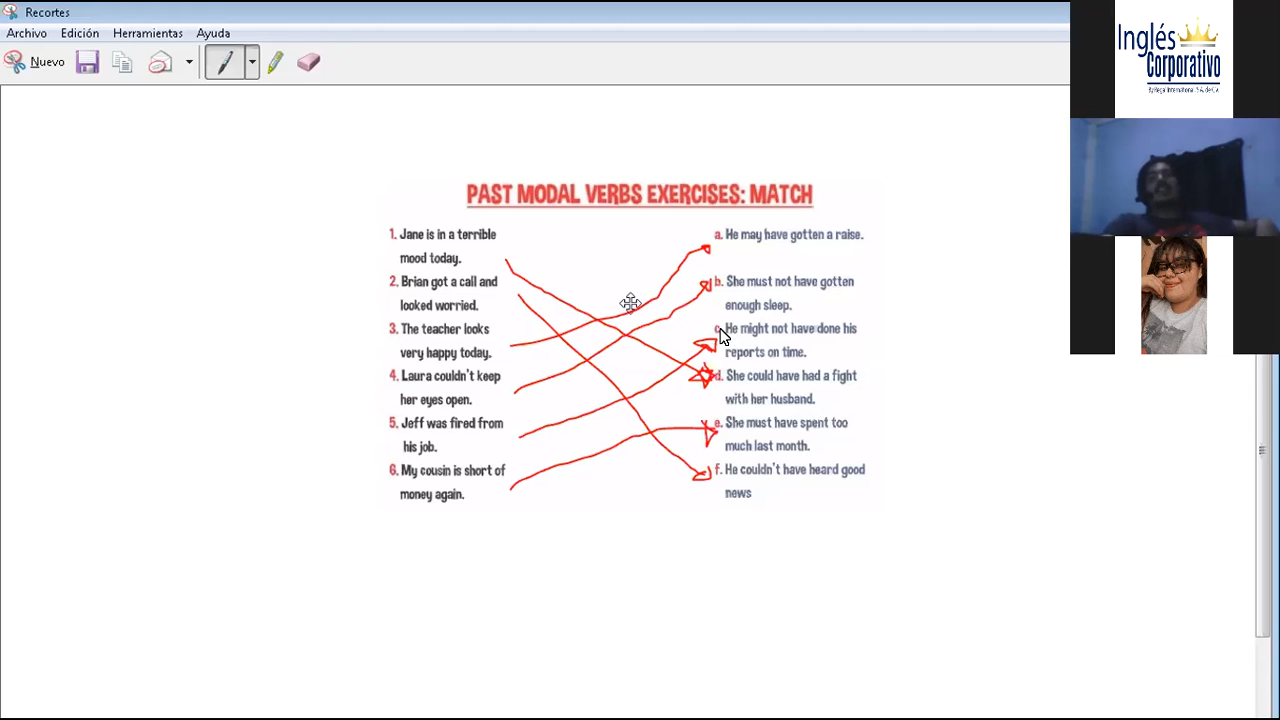 Recortes
Archivo Edición Herramientas Ayuda
Nuevo
Inglés
Corporativo
PAST MODAL VERBS EXERCISES: MATCH
1. Jane is in a terrible
mood today.
2. Brian got a call and
looked worried.
3. The teacher looks
very happy today.
4. Laura couldn't keep
her eyes open.
5. Jeff was fired from
his job.
6. My cousin is short of
money again.
a. He may have gotten a raise.
b. She must not have gotten
enough sleep.
c. He might not have done his
reports on time.
d. She could have had a fight
with her husband.
e. She must have spent too
much last month.
f. He couldn't have heard good
news